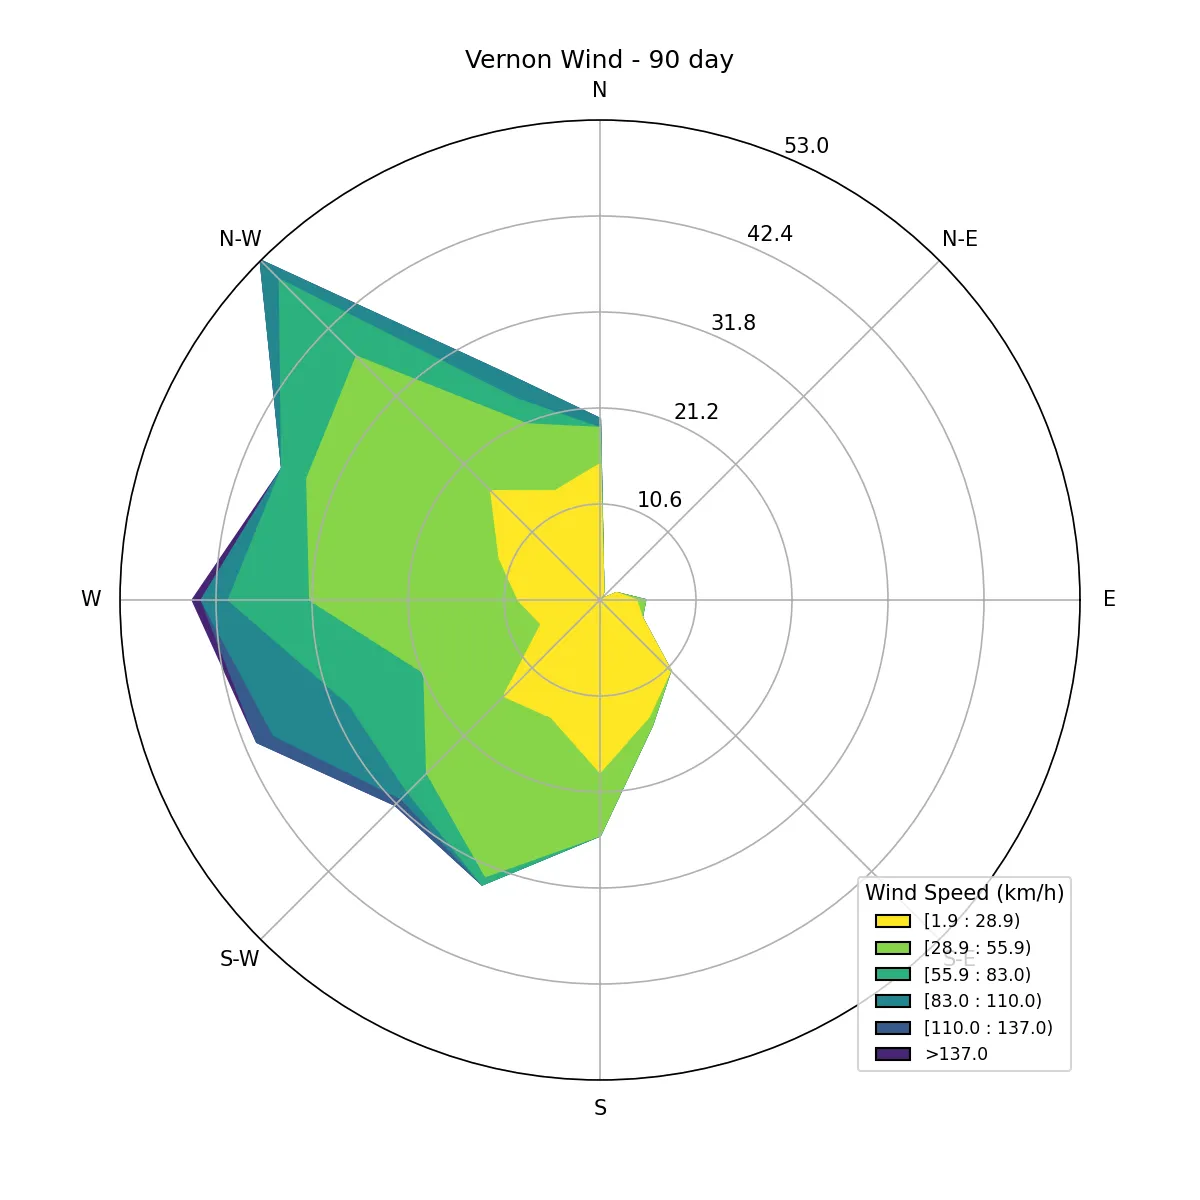 Vernon Wind - 90 day
N
53.0
42.4
N-W
N-E
31.8
21.2
10.6
W
E
Wind Speed (km/h)
[1.9 : 28.9)
[28.9 : 55.9)
S-W
S-E
[55.9 : 83.0)
[83.0 : 110.0)
[110.0 : 137.0)
>137.0
S